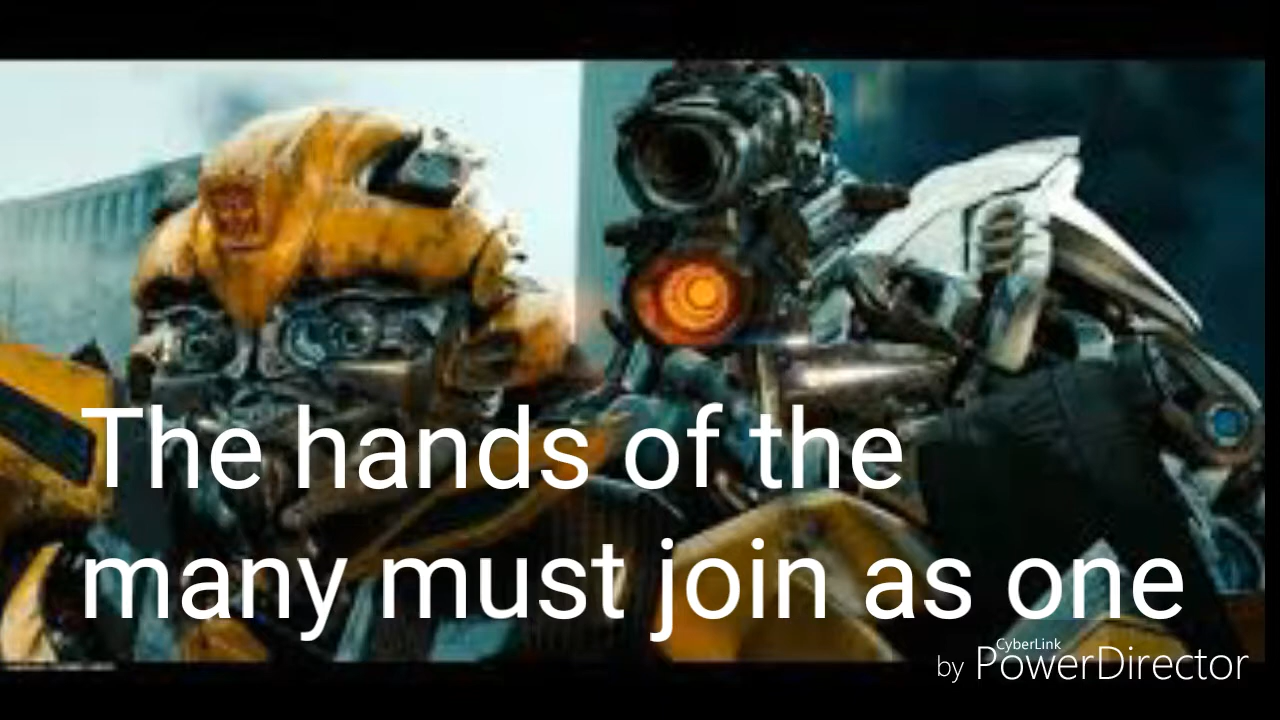 The hands of the
many must join as one
CyberLink
by PowerDirector